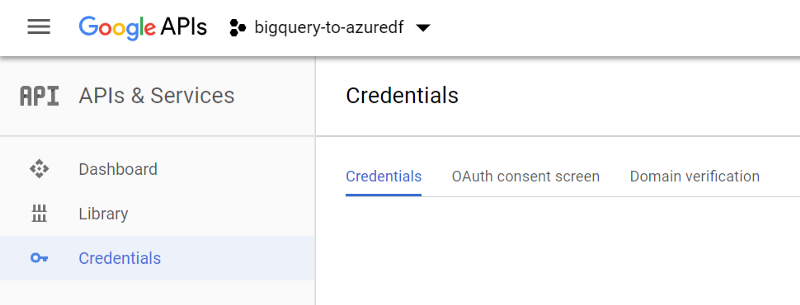 Google APIs bigquery-to-azuredf
API APIs & Services
Credentials
Dashboard
Library
Credentials
Credentials OAuth consent screen Domain verification